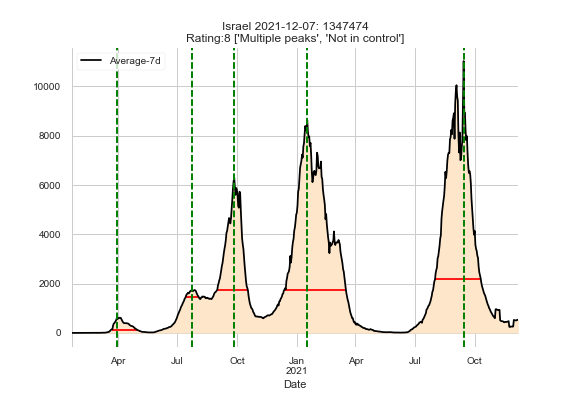 Israel 2021-12-07: 1347474
Rating:8 ['Multiple peaks', 'Not in control']
Average-7d
10000
8000
6000
4000
2000
0
Apr Jul Oct Jan Apr Jul Oct
2021
Date